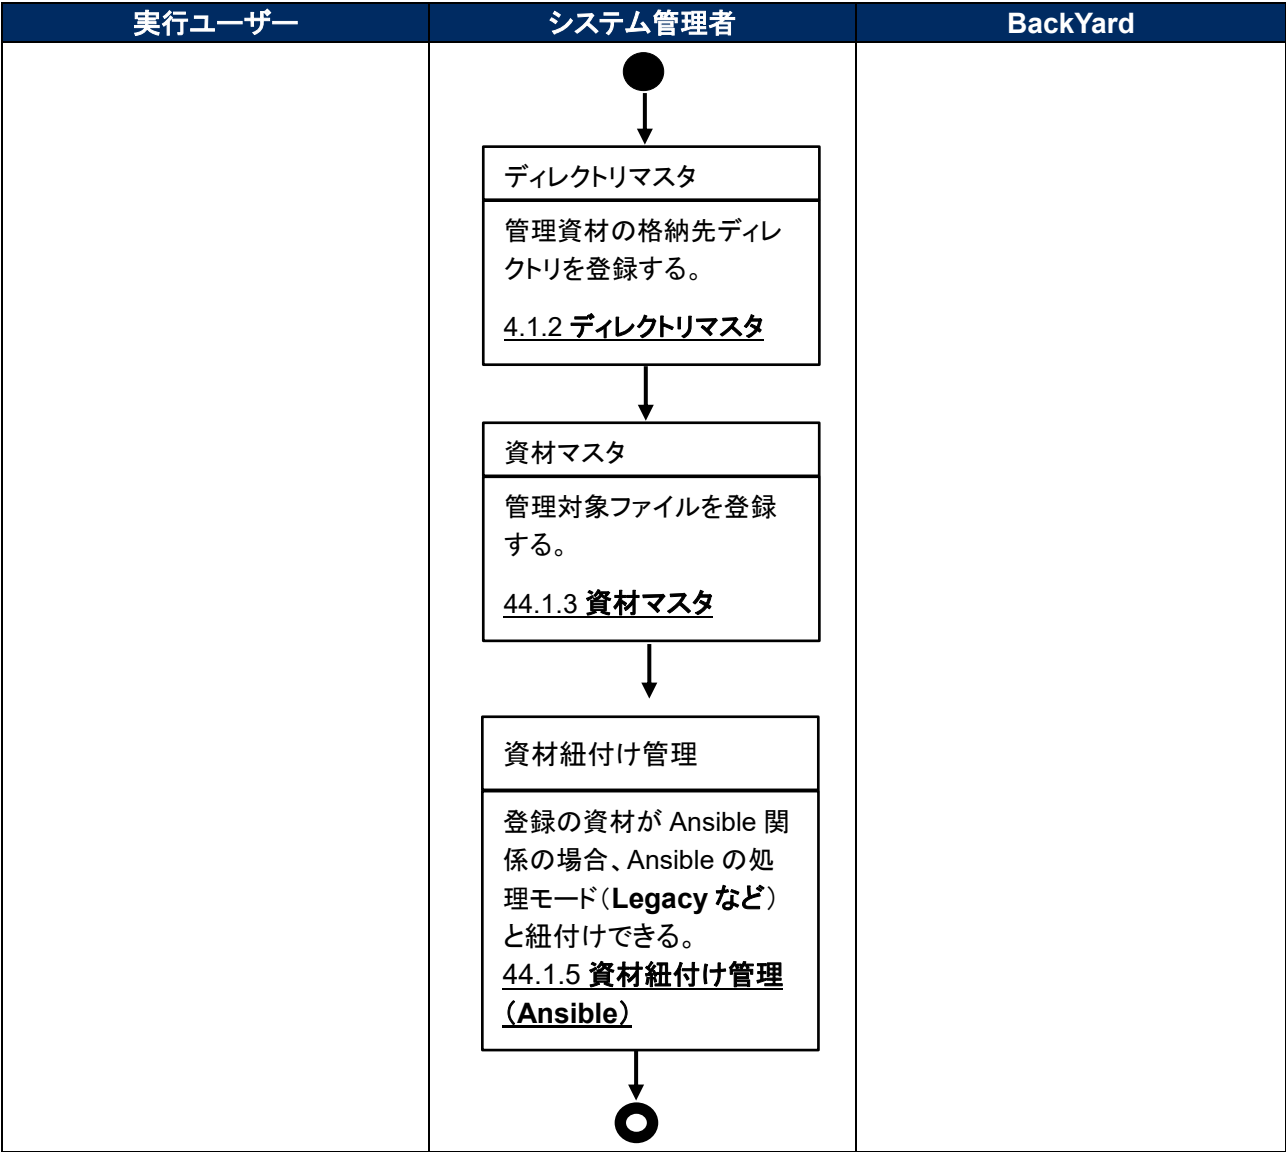 実行ユーザー
システム管理者
BackYard
ディレクトリマスタ
管理資材の格納先ディレ
クトリを登録する。
4.1.2 ディレクトリマスタ
資材マスタ
管理対象ファイルを登録
する。
44.1.3 資材マスタ
資材紐付け管理
登録の資材が Ansible 関
係の場合、Ansible の処
理モード（Legacy など）
と紐付けできる。
44.1.5 資材紐付け管理
（Ansible）